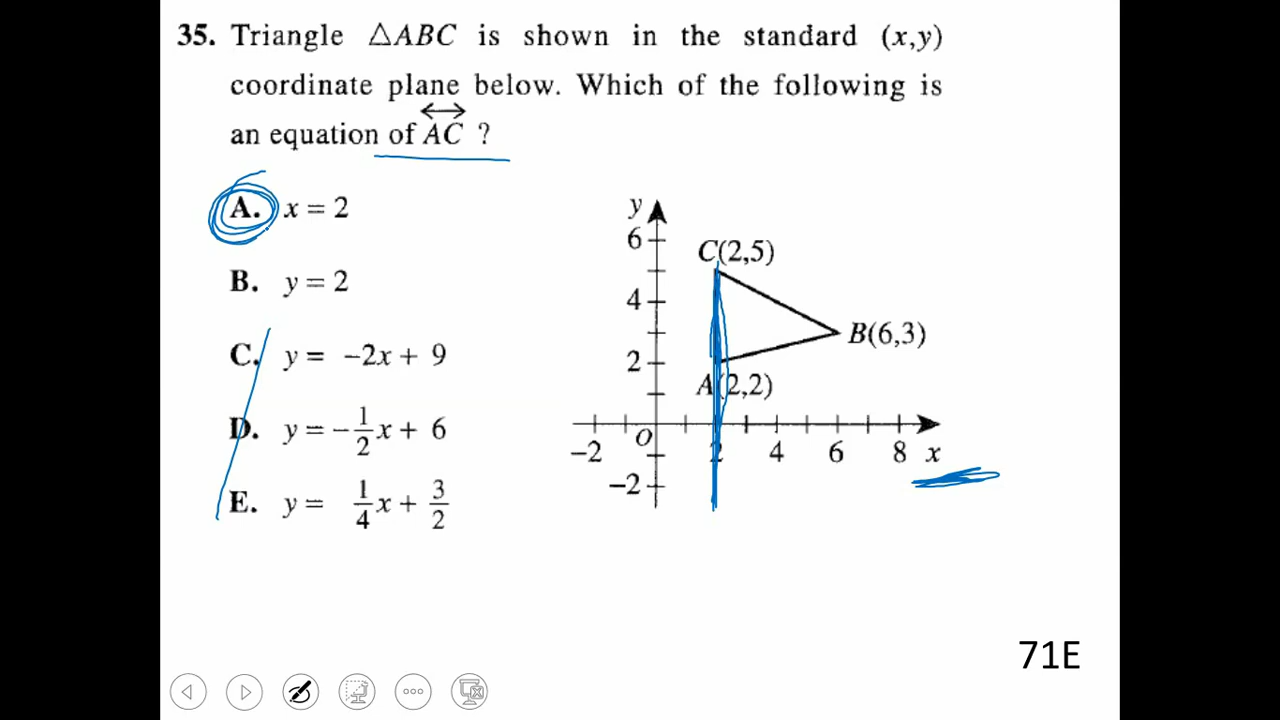 35. Triangle △ABC is shown in the standard (x,y)
coordinate plane below. Which of the following is
an equation of AC ?
A. x = 2
B. y = 2
C. y = -2x + 9
D. y = -1/2x + 6
E. y = 1/4x + 3/2
y
6
C(2,5)
4
B(6,3)
2
A(2,2)
O
-2 2 4 6 8 x
-2
71E